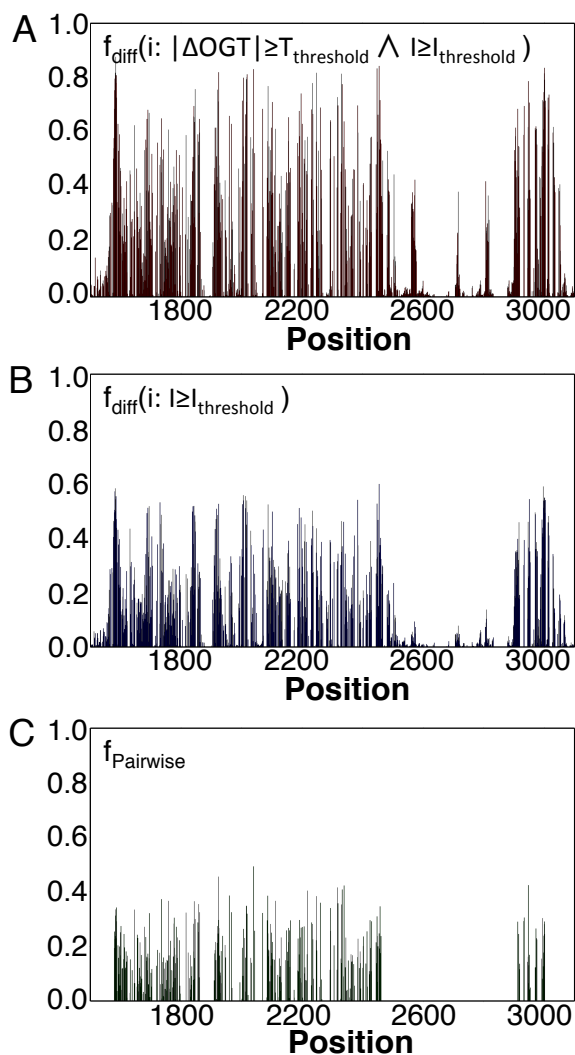 A
f_diff(i: |ΔOGT|≥T_threshold ∧ I≥I_threshold )
1.0
0.8
0.6
0.4
0.2
0.0
1800 2200 2600 3000
Position
B
f_diff(i: I≥I_threshold )
1.0
0.8
0.6
0.4
0.2
0.0
1800 2200 2600 3000
Position
C
f_Pairwise
1.0
0.8
0.6
0.4
0.2
0.0
1800 2200 2600 3000
Position